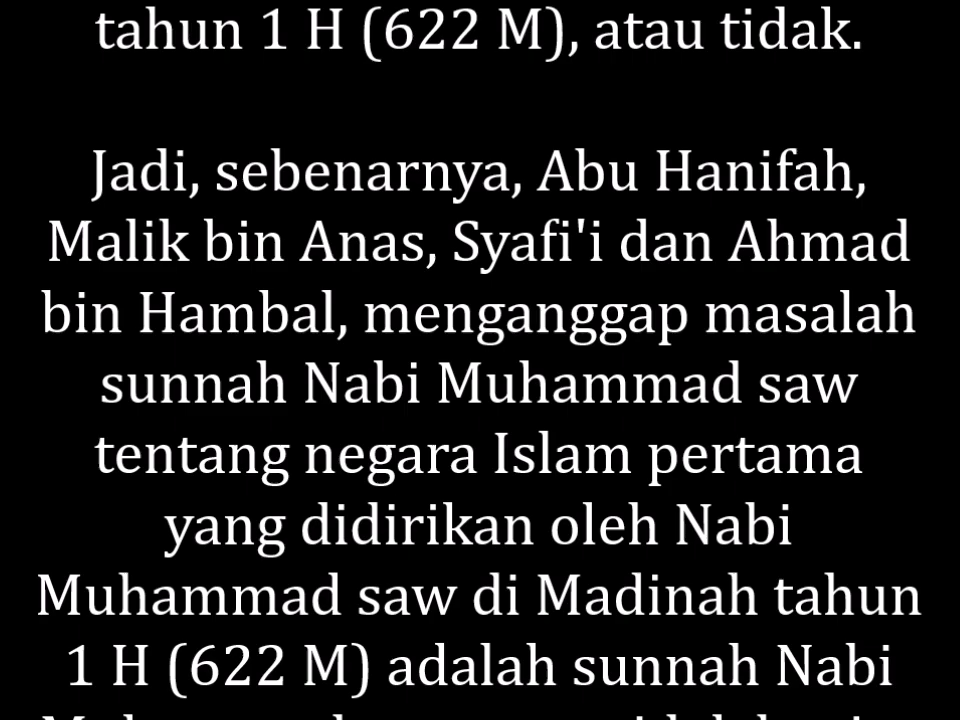 tahun 1 H (622 M), atau tidak.
Jadi, sebenarnya, Abu Hanifah,
Malik bin Anas, Syafi'i dan Ahmad
bin Hambal, menganggap masalah
sunnah Nabi Muhammad saw
tentang negara Islam pertama
yang didirikan oleh Nabi
Muhammad saw di Madinah tahun
1 H (622 M) adalah sunnah Nabi